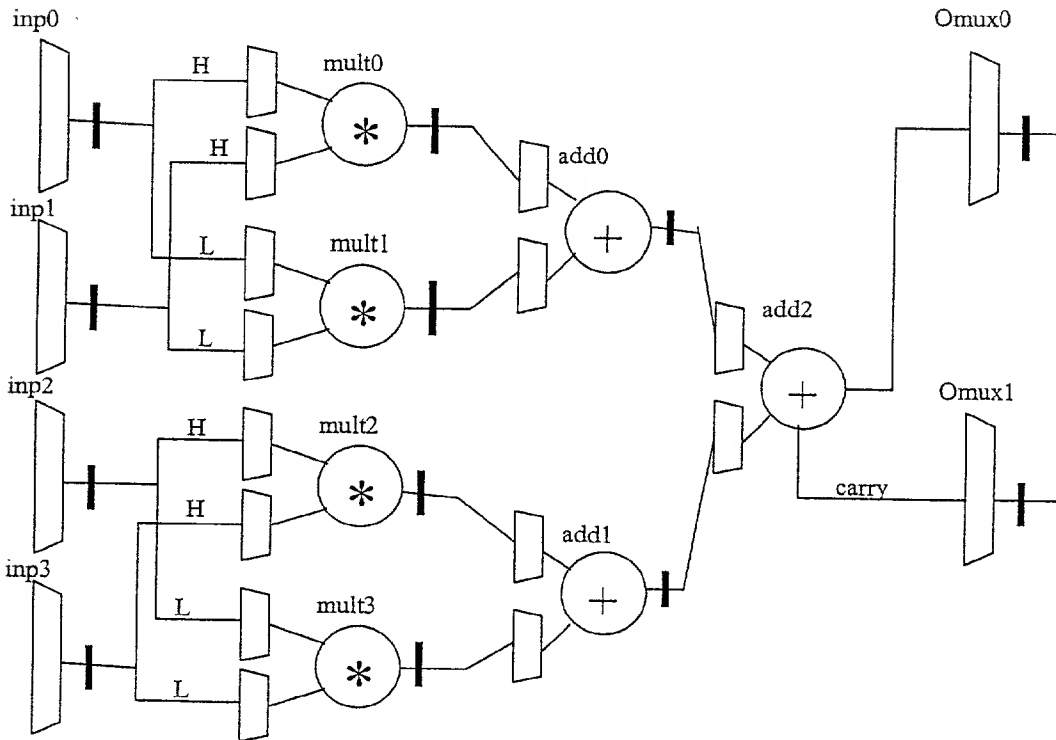 inp0
Omux0
H
mult0
*
H
add0
+
inp1
L
mult1
*
L
add2
+
inp2
Omux1
H
mult2
*
carry
H
add1
+
inp3
L
mult3
*
L